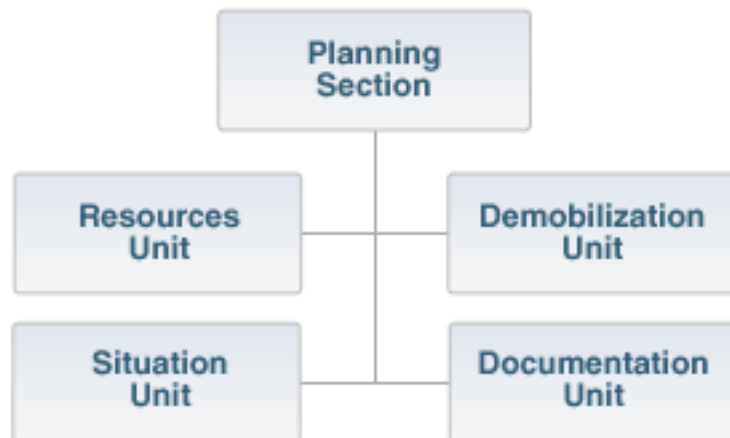 Planning
Section
Resources
Unit
Demobilization
Unit
Situation
Unit
Documentation
Unit